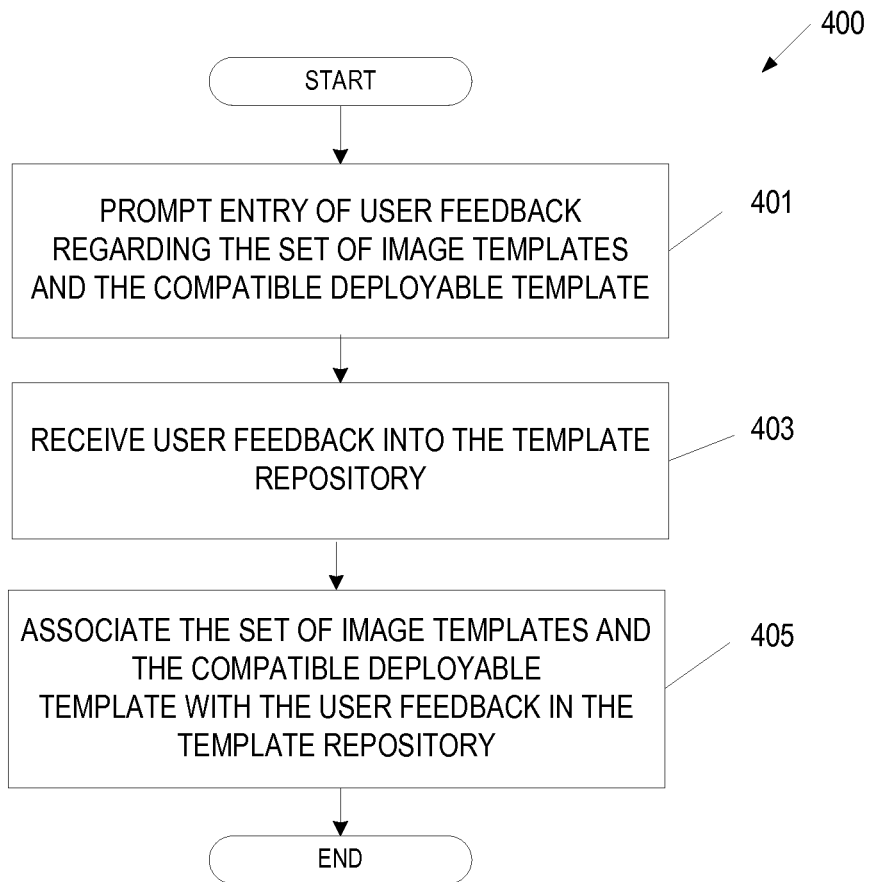 400
START
PROMPT ENTRY OF USER FEEDBACK
REGARDING THE SET OF IMAGE TEMPLATES
AND THE COMPATIBLE DEPLOYABLE TEMPLATE
401
RECEIVE USER FEEDBACK INTO THE TEMPLATE
REPOSITORY
403
ASSOCIATE THE SET OF IMAGE TEMPLATES AND
THE COMPATIBLE DEPLOYABLE
TEMPLATE WITH THE USER FEEDBACK IN THE
TEMPLATE REPOSITORY
405
END